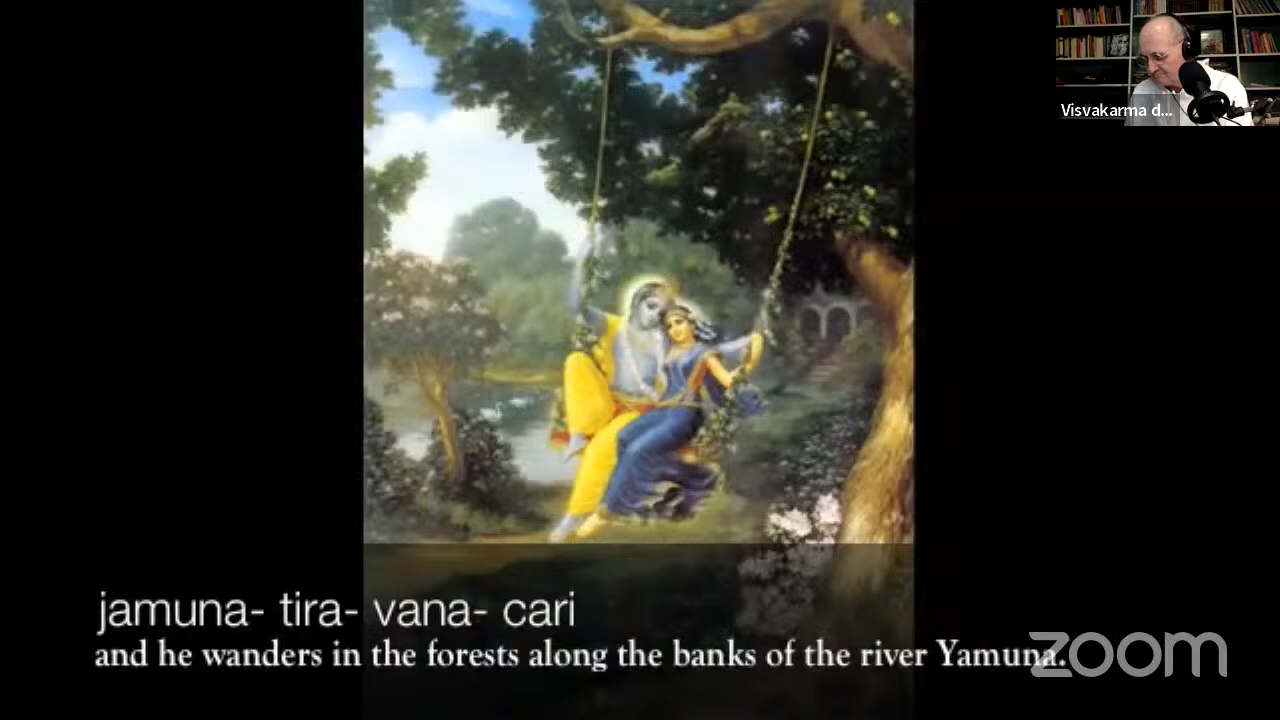 Visvakarma d...
jamuna- tira- vana- cari
and he wanders in the forests along the banks of the river Yamuna.
zoom